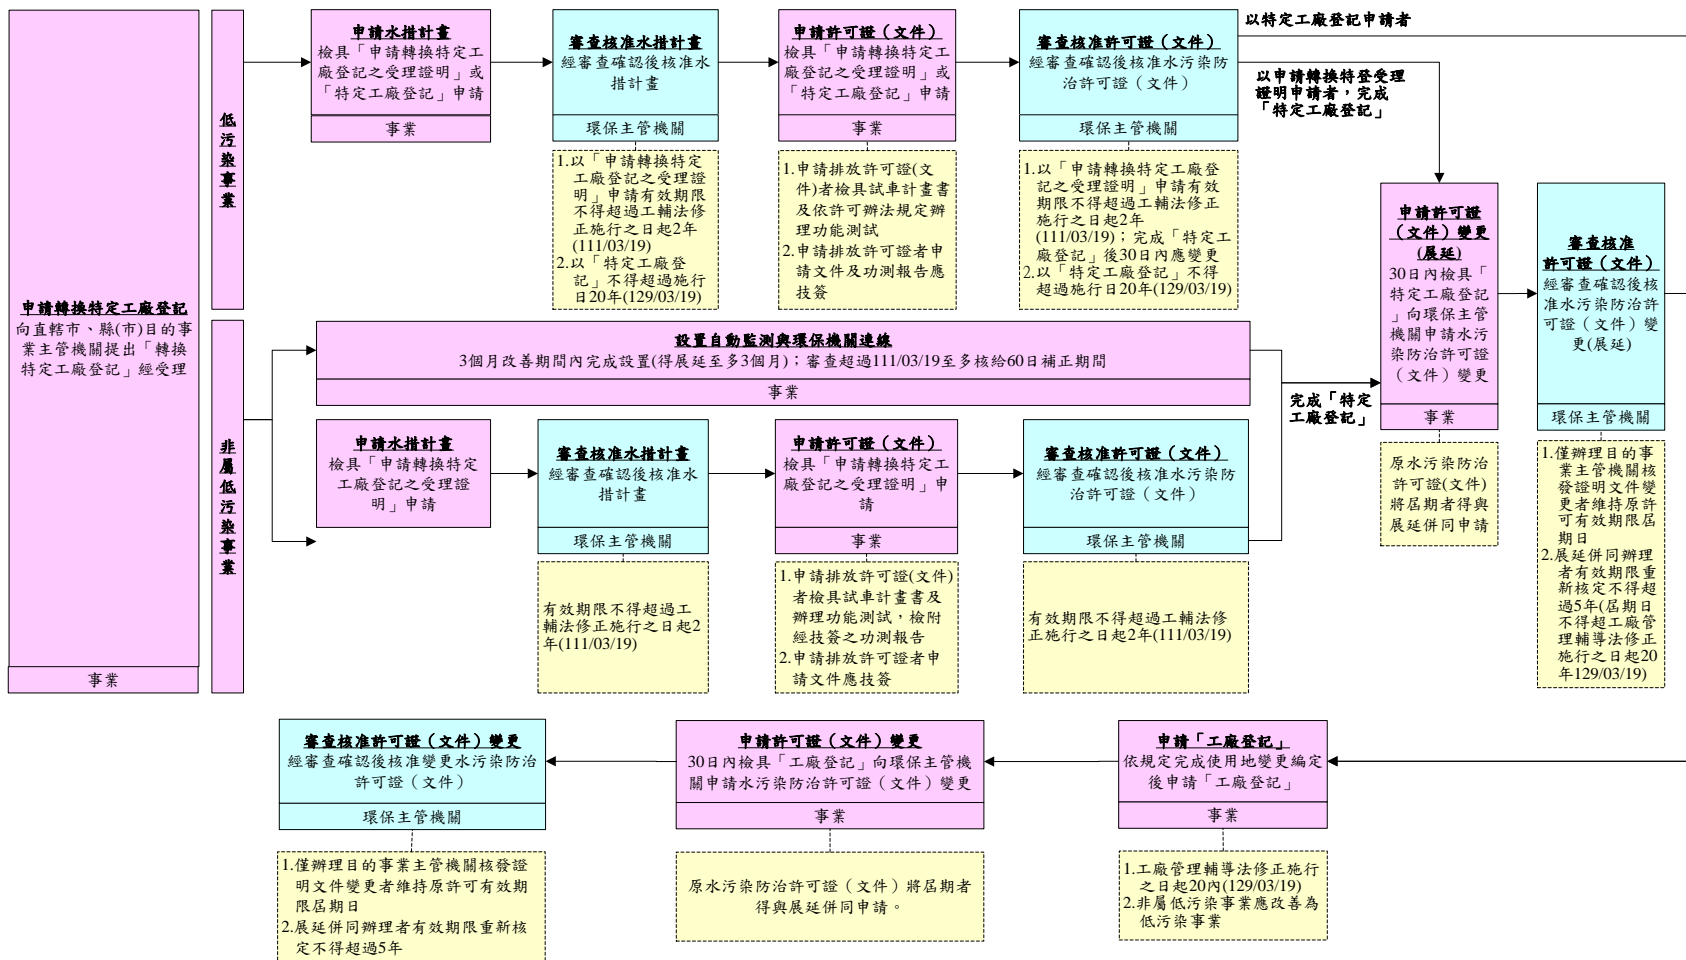 申請轉換特定工廠登記
向直轄市、縣(市)目的事
業主管機關提出「轉換
特定工廠登記」經受理
事業
低污染事業
申請水措計畫
檢具「申請轉換特定工
廠登記之受理證明」或
「特定工廠登記」申請
事業
審查核准水措計畫
經審查確認後核准水
措計畫
環保主管機關
1.以「申請轉換特定
工廠登記之受理證
明」申請有效期限
不得超過工輔法修
正施行之日起2年
(111/03/19)
2.以「特定工廠登
記」不得超過施行
日20年(129/03/19)
申請許可證（文件）
檢具「申請轉換特定工
廠登記之受理證明」或
「特定工廠登記」申請
事業
1.申請排放許可證(文
件)者檢具試車計畫書
及依許可辦法規定辦
理功能測試
2.申請排放許可證者申
請文件及功測報告應
技簽
審查核准許可證（文件）
經審查確認後核准水污染防
治許可證（文件）
環保主管機關
1.以「申請轉換特定工廠登
記之受理證明」申請有效
期限不得超過工輔法修正
施行之日起2年
(111/03/19)；完成「特定工
廠登記」後30日內應變更
2.以「特定工廠登記」不得
超過施行日20年(129/03/19)
以特定工廠登記申請者
以申請轉換特登受理
證明申請者，完成
「特定工廠登記」
非屬低污染事業
設置自動監測與環保機關連線
3個月改善期間內完成設置(得展延至多3個月)；審查超過111/03/19至多核給60日補正期間
事業
申請水措計畫
檢具「申請轉換特定
工廠登記之受理證
明」申請
審查核准水措計畫
經審查確認後核准水
措計畫
環保主管機關
有效期限不得超過工
輔法修正施行之日起2
年(111/03/19)
申請許可證（文件）
檢具「申請轉換特定工
廠登記之受理證明」申
請
事業
1.申請排放許可證(文件)
者檢具試車計畫書及
辦理功能測試，檢附
經技簽之功測報告
2.申請排放許可證者申
請文件應技簽
審查核准許可證（文件）
經審查確認後核准水污染防
治許可證（文件）
環保主管機關
有效期限不得超過工輔法修
正施行之日起2年(111/03/19)
完成「特定
工廠登記」
申請許可證
（文件）變更
(展延)
30日內檢具「
特定工廠登記
」向環保主管
機關申請水污
染防治許可證
（文件）變更
事業
原水污染防治
許可證(文件)
將屆期者得與
展延併同申請
審查核准
許可證（文件）
經審查確認後核
准水污染防治許
可證（文件）變
更(展延)
環保主管機關
1.僅辦理目的事
業主管機關核
發證明文件變
更者維持原許
可有效期限屆
期日
2.展延併同辦理
者有效期限重
新核定不得超
過5年(屆期日
不得超工廠管
理輔導法修正
施行之日起20
年129/03/19)
審查核准許可證（文件）變更
經審查確認後核准變更水污染防治
許可證（文件）
環保主管機關
1.僅辦理目的事業主管機關核發證
明文件變更者維持原許可有效期
限屆期日
2.展延併同辦理者有效期限重新核
定不得超過5年
申請許可證（文件）變更
30日內檢具「工廠登記」向環保主管機
關申請水污染防治許可證（文件）變更
事業
原水污染防治許可證（文件）將屆期者
得與展延併同申請。
申請「工廠登記」
依規定完成使用地變更編定
後申請「工廠登記」
事業
1.工廠管理輔導法修正施行
之日起20內(129/03/19)
2.非屬低污染事業應改善為
低污染事業